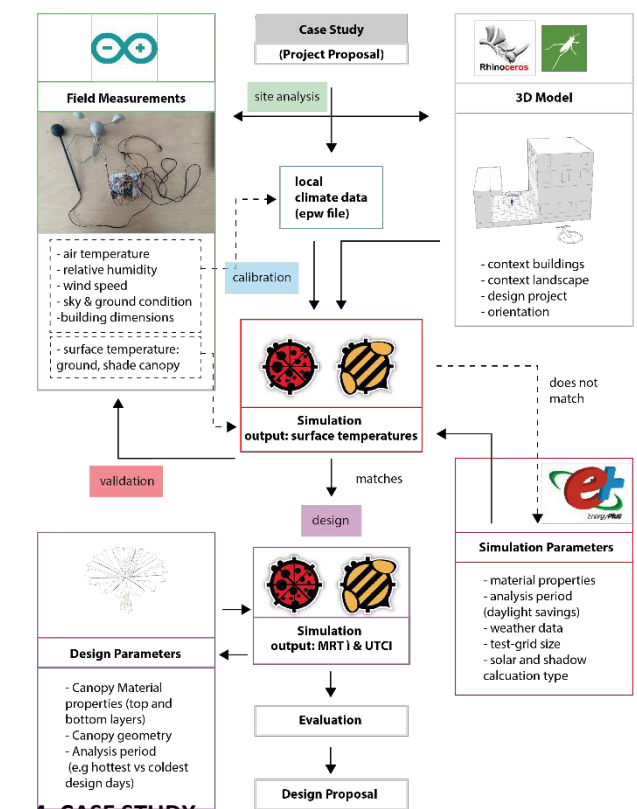 Case Study
(Project Proposal)
site analysis
Field Measurements
- air temperature
- relative humidity
- wind speed
- sky & ground condition
-building dimensions
- surface temperature:
ground, shade canopy
local
climate data
(epw file)
calibration
Rhinoceros
3D Model
- context buildings
- context landscape
- design project
- orientation
Simulation
output: surface temperatures
does not
match
validation
matches
design
e+
EnergyPlus
Simulation Parameters
- material properties
- analysis period
(daylight savings)
- weather data
- test-grid size
- solar and shadow
calcuation type
Design Parameters
- Canopy Material
properties (top and
bottom layers)
- Canopy geometry
- Analysis period
(e.g hottest vs coldest
design days)
Simulation
output: MRT) & UTCI
Evaluation
Design Proposal
CASE STUDY